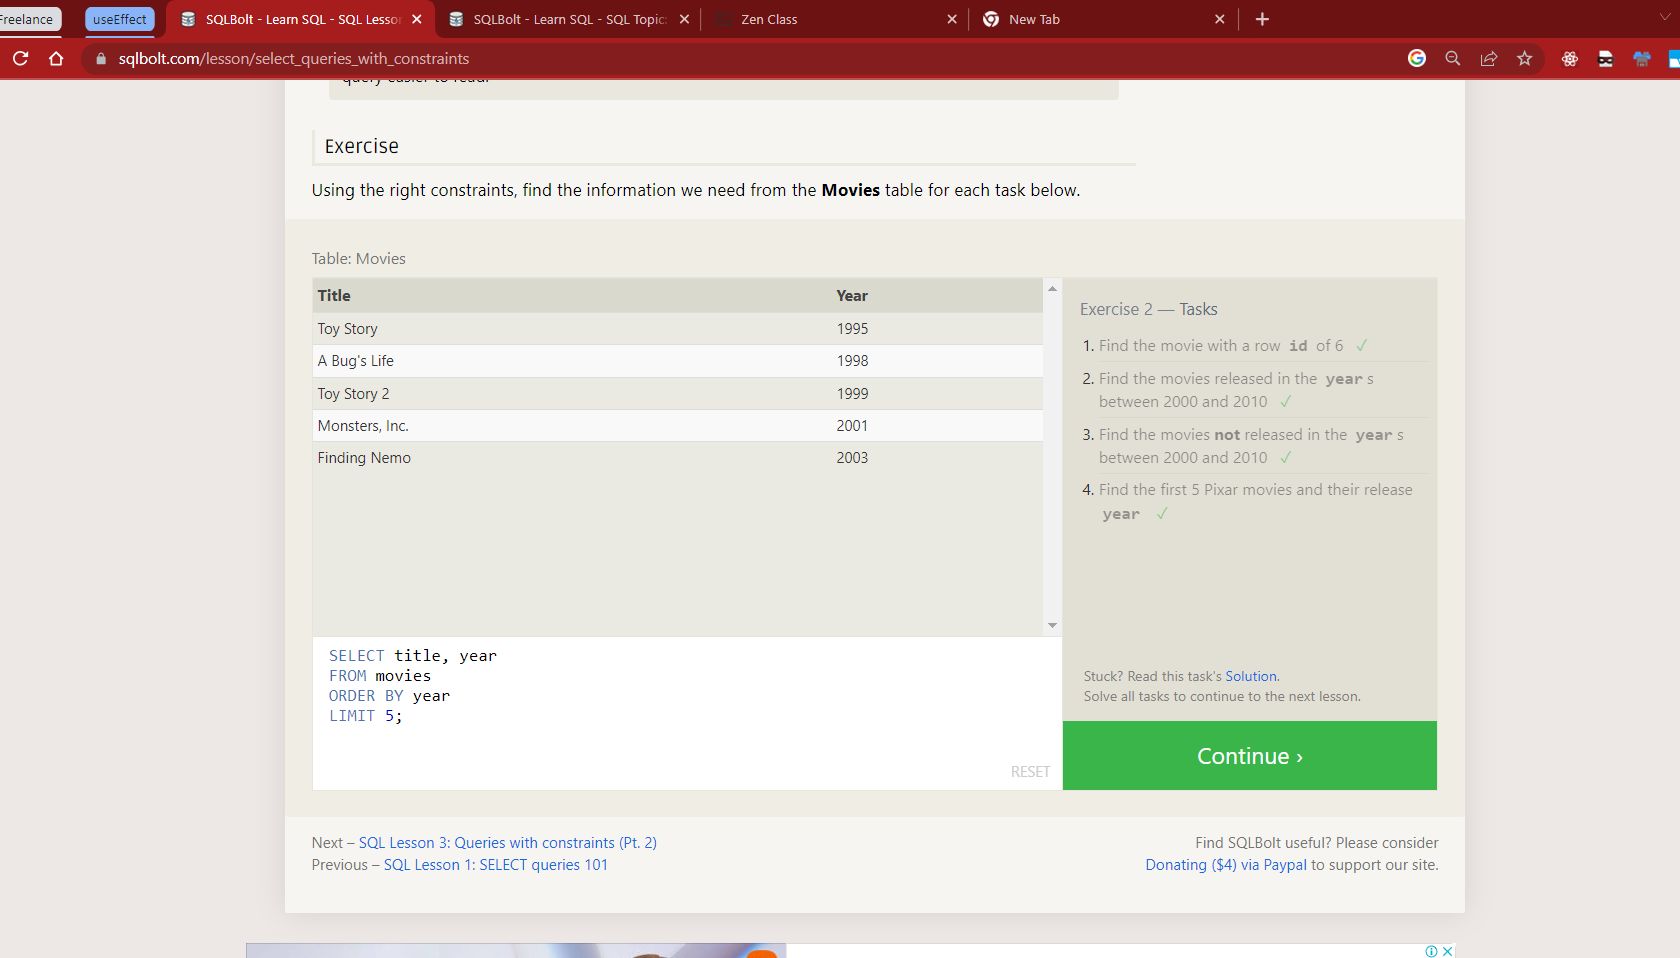 Freelance
useEffect
SQLBolt - Learn SQL - SQL Lesson
SQLBolt - Learn SQL - SQL Topic:
Zen Class
New Tab
sqlbolt.com/lesson/select_queries_with_constraints
query easier to read.
Exercise
Using the right constraints, find the information we need from the Movies table for each task below.
Table: Movies
Title Year
Toy Story 1995
A Bug's Life 1998
Toy Story 2 1999
Monsters, Inc. 2001
Finding Nemo 2003
SELECT title, year
FROM movies
ORDER BY year
LIMIT 5;
RESET
Exercise 2 — Tasks
1. Find the movie with a row id of 6 ✓
2. Find the movies released in the year s
between 2000 and 2010 ✓
3. Find the movies not released in the year s
between 2000 and 2010 ✓
4. Find the first 5 Pixar movies and their release
year ✓
Stuck? Read this task's Solution.
Solve all tasks to continue to the next lesson.
Continue ›
Next – SQL Lesson 3: Queries with constraints (Pt. 2)
Previous – SQL Lesson 1: SELECT queries 101
Find SQLBolt useful? Please consider
Donating ($4) via Paypal to support our site.